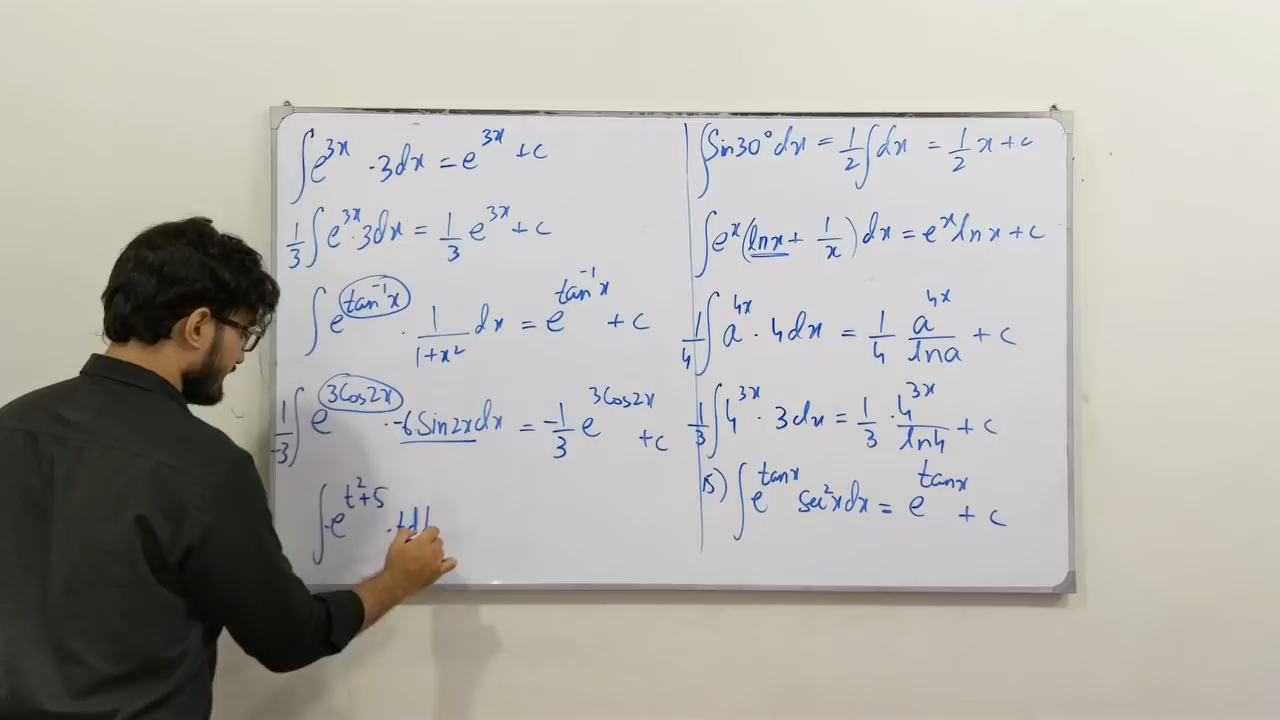 ∫e^{3x} · 3dx = e^{3x} + c
1/3 ∫e^{3x} · 3dx = 1/3 e^{3x} + c
∫e^{tan⁻¹x} · 1/(1+x²) dx = e^{tan⁻¹x} + c
1/-3 ∫e^{3Cos2x} · -6Sin2x dx = -1/3 e^{3Cos2x} + c
∫e^{t²+5} · tdt
∫Sin30° dx = 1/2 ∫dx = 1/2 x + c
∫e^x (lnx + 1/x) dx = e^x lnx + c
1/4 ∫a^{4x} · 4dx = 1/4 a^{4x}/lna + c
1/3 ∫4^{3x} · 3dx = 1/3 · 4^{3x}/ln4 + c
15) ∫e^{tanx} sec²x dx = e^{tanx} + c